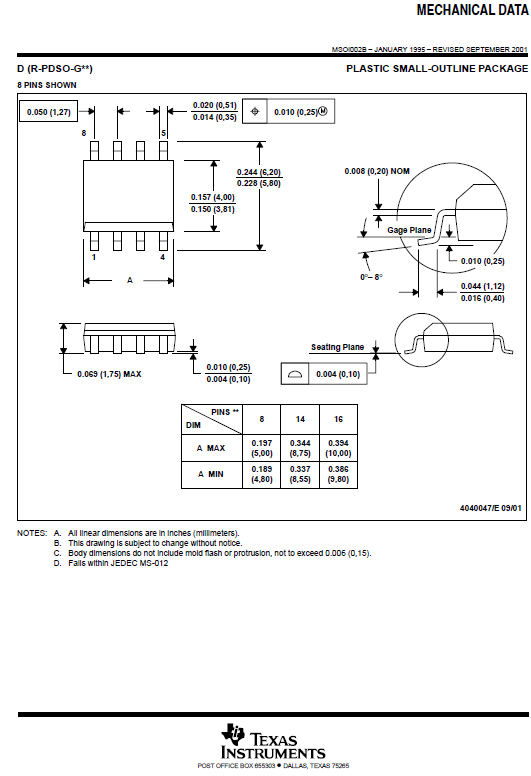 MECHANICAL DATA
MSOI002B – JANUARY 1995 – REVISED SEPTEMBER 2001
D (R-PDSO-G**)
PLASTIC SMALL-OUTLINE PACKAGE
8 PINS SHOWN
0.050 (1,27)
0.020 (0,51)
0.014 (0,35)
0.010 (0,25) Ⓜ
8
5
0.244 (6,20)
0.228 (5,80)
0.157 (4,00)
0.150 (3,81)
1
4
A
0.008 (0,20) NOM
Gage Plane
0.010 (0,25)
0°– 8°
0.044 (1,12)
0.016 (0,40)
0.069 (1,75) MAX
0.010 (0,25)
0.004 (0,10)
Seating Plane
0.004 (0,10)
PINS **
DIM
8 14 16
A MAX
0.197 0.344 0.394
(5,00) (8,75) (10,00)
A MIN
0.189 0.337 0.386
(4,80) (8,55) (9,80)
4040047/E 09/01
NOTES: A. All linear dimensions are in inches (millimeters).
B. This drawing is subject to change without notice.
C. Body dimensions do not include mold flash or protrusion, not to exceed 0.006 (0,15).
D. Falls within JEDEC MS-012
TEXAS
INSTRUMENTS
POST OFFICE BOX 655303 • DALLAS, TEXAS 75265